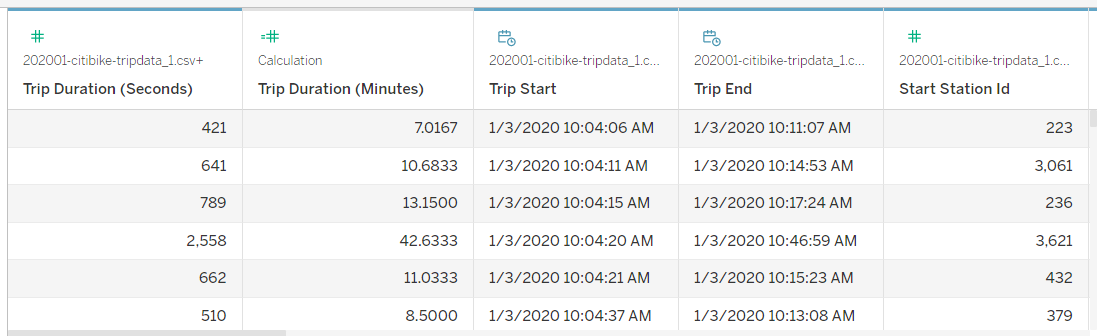 202001-citibike-tripdata_1.csv+ Calculation 202001-citibike-tripdata_1.c... 202001-citibike-tripdata_1.c... 202001-citibike-tripdata_1.c...
Trip Duration (Seconds) Trip Duration (Minutes) Trip Start Trip End Start Station Id
421 7.0167 1/3/2020 10:04:06 AM 1/3/2020 10:11:07 AM 223
641 10.6833 1/3/2020 10:04:11 AM 1/3/2020 10:14:53 AM 3,061
789 13.1500 1/3/2020 10:04:15 AM 1/3/2020 10:17:24 AM 236
2,558 42.6333 1/3/2020 10:04:20 AM 1/3/2020 10:46:59 AM 3,621
662 11.0333 1/3/2020 10:04:21 AM 1/3/2020 10:15:23 AM 432
510 8.5000 1/3/2020 10:04:37 AM 1/3/2020 10:13:08 AM 379